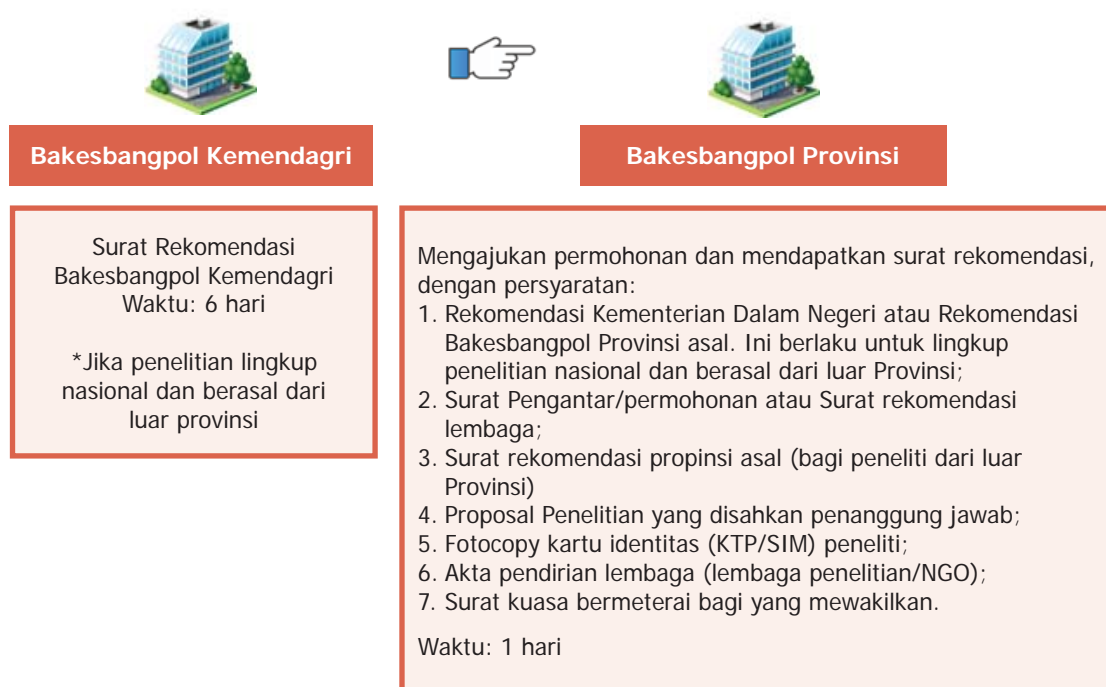 Bakesbangpol Kemendagri
Surat Rekomendasi
Bakesbangpol Kemendagri
Waktu: 6 hari
*Jika penelitian lingkup
nasional dan berasal dari
luar provinsi
Bakesbangpol Provinsi
Mengajukan permohonan dan mendapatkan surat rekomendasi,
dengan persyaratan:
1. Rekomendasi Kementerian Dalam Negeri atau Rekomendasi
Bakesbangpol Provinsi asal. Ini berlaku untuk lingkup
penelitian nasional dan berasal dari luar Provinsi;
2. Surat Pengantar/permohonan atau Surat rekomendasi
lembaga;
3. Surat rekomendasi propinsi asal (bagi peneliti dari luar
Provinsi)
4. Proposal Penelitian yang disahkan penanggung jawab;
5. Fotocopy kartu identitas (KTP/SIM) peneliti;
6. Akta pendirian lembaga (lembaga penelitian/NGO);
7. Surat kuasa bermeterai bagi yang mewakilkan.
Waktu: 1 hari